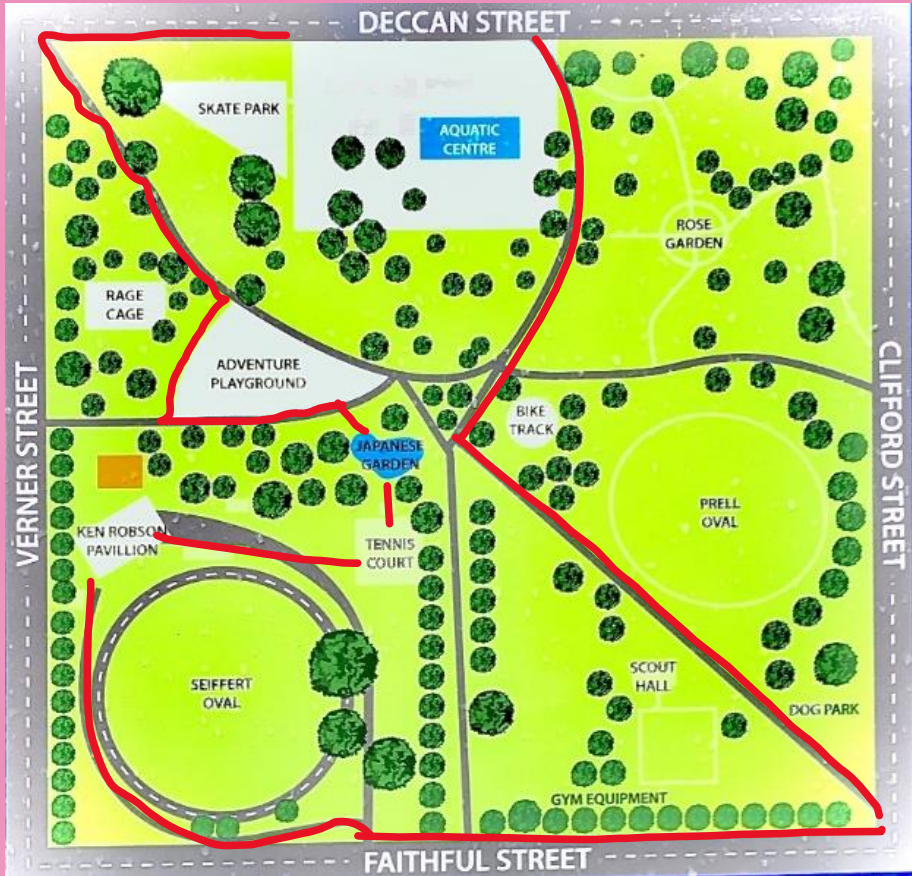 DECCAN STREET
SKATE PARK
AQUATIC
CENTRE
ROSE
GARDEN
RAGE
CAGE
ADVENTURE
PLAYGROUND
VERNER STREET
CLIFFORD STREET
BIKE
TRACK
JAPANESE
GARDEN
PRELL
OVAL
KEN ROBSON
PAVILLION
TENNIS
COURT
SEIFFERT
OVAL
SCOUT
HALL
DOG PARK
GYM EQUIPMENT
FAITHFUL STREET